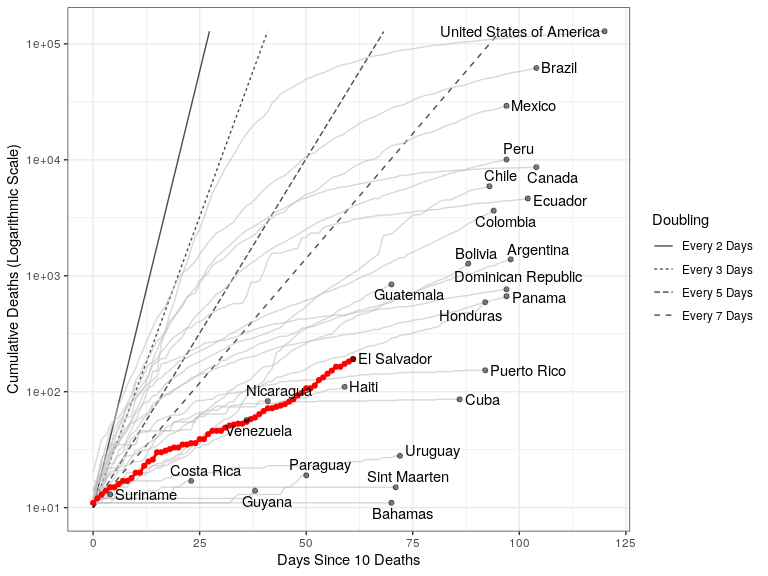 United States of America
1e+05
Brazil
Mexico
Peru
1e+04
Chile
Canada
Ecuador
Colombia
Bolivia
Argentina
1e+03
Dominican Republic
Guatemala
Panama
Honduras
El Salvador
Puerto Rico
Nicaragua
Haiti
1e+02
Cuba
Venezuela
Uruguay
Costa Rica
Paraguay
Sint Maarten
Suriname
Guyana
1e+01
Bahamas
0
25
50
75
100
125
Days Since 10 Deaths
Cumulative Deaths (Logarithmic Scale)
Doubling
Every 2 Days
Every 3 Days
Every 5 Days
Every 7 Days